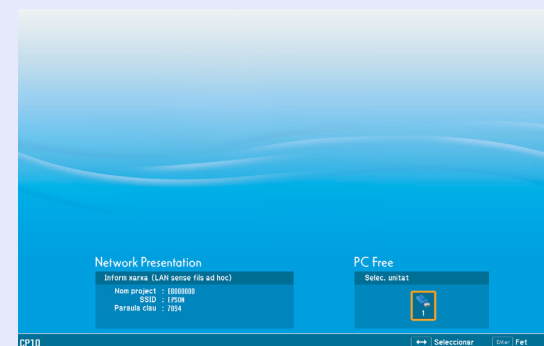 Network Presentation
Inform xarxa (LAN sense fils ad hoc)
Nom project : EB000000
SSID : EPSON
Paraula clau : 7894
PC Free
Selec. unitat
1
CP10
Seleccionar Enter Fet